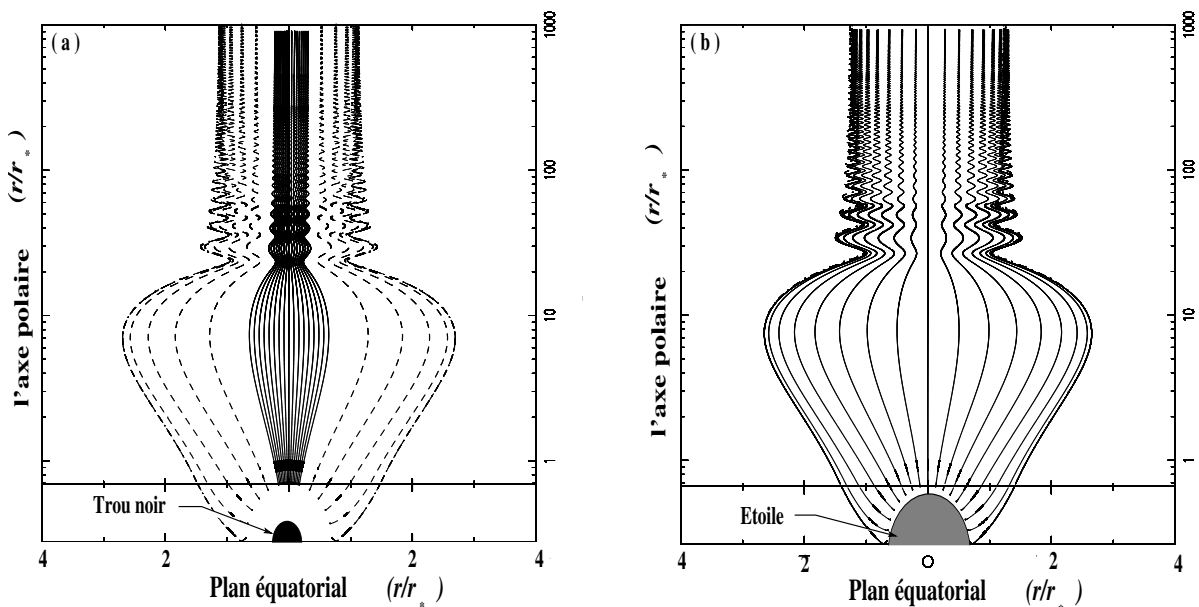 (a)
1000
100
10
1
l'axe polaire (r/r*)
Trou noir
4 2 2 4
Plan équatorial (r/r*)
(b)
1000
100
10
1
l'axe polaire (r/r*)
Etoile
4 2 O 2 4
Plan équatorial (r/r*)